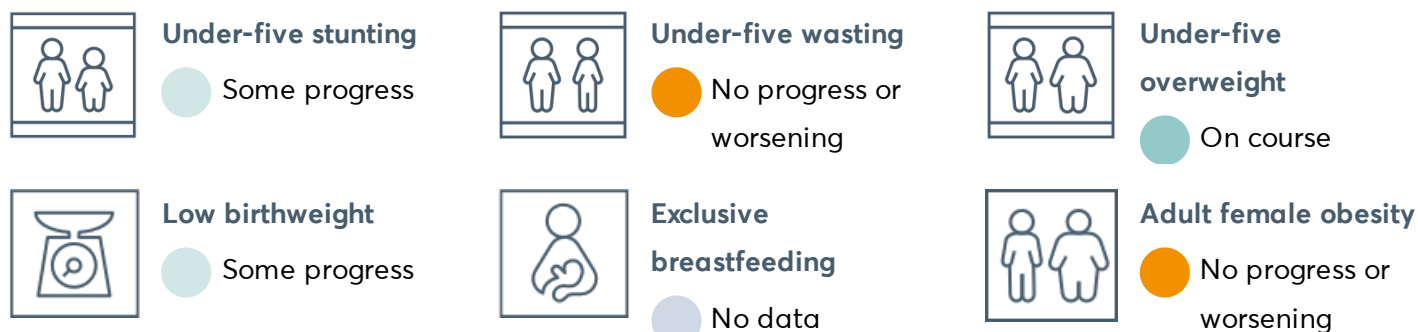 Under-five stunting
Some progress
Under-five wasting
No progress or
worsening
Under-five
overweight
On course
Low birthweight
Some progress
Exclusive
breastfeeding
No data
Adult female obesity
No progress or
worsening